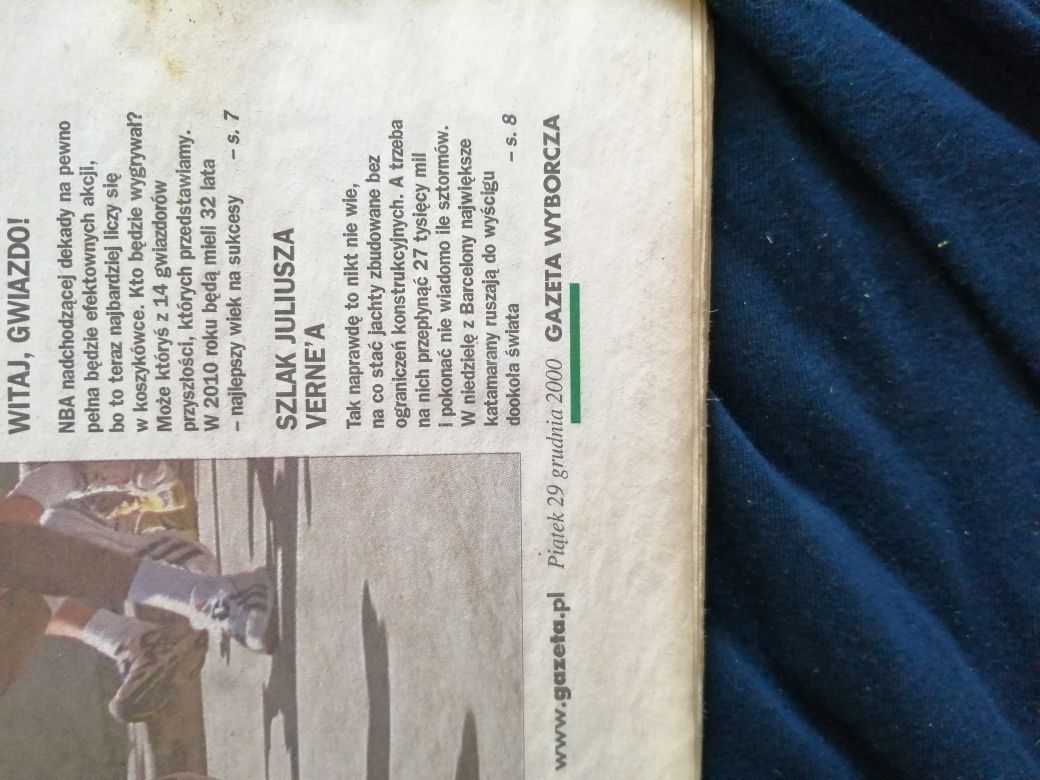 WITAJ, GWIAZDO!
NBA nadchodzącej dekady na pewno
pełna będzie efektownych akcji,
bo to teraz najbardziej liczy się
w koszykówce. Kto będzie wygrywał?
Może któryś z 14 gwiazdorów
przyszłości, których przedstawiamy.
W 2010 roku będą mieli 32 lata
– najlepszy wiek na sukcesy – s. 7
SZLAK JULIUSZA
VERNE'A
Tak naprawdę to nikt nie wie,
na co stać jachty zbudowane bez
ograniczeń konstrukcyjnych. A trzeba
na nich przepłynąć 27 tysięcy mil
i pokonać nie wiadomo ile sztormów.
W niedzielę z Barcelony największe
katamarany ruszają do wyścigu
dookoła świata – s. 8
www.gazeta.pl Piątek 29 grudnia 2000 GAZETA WYBORCZA